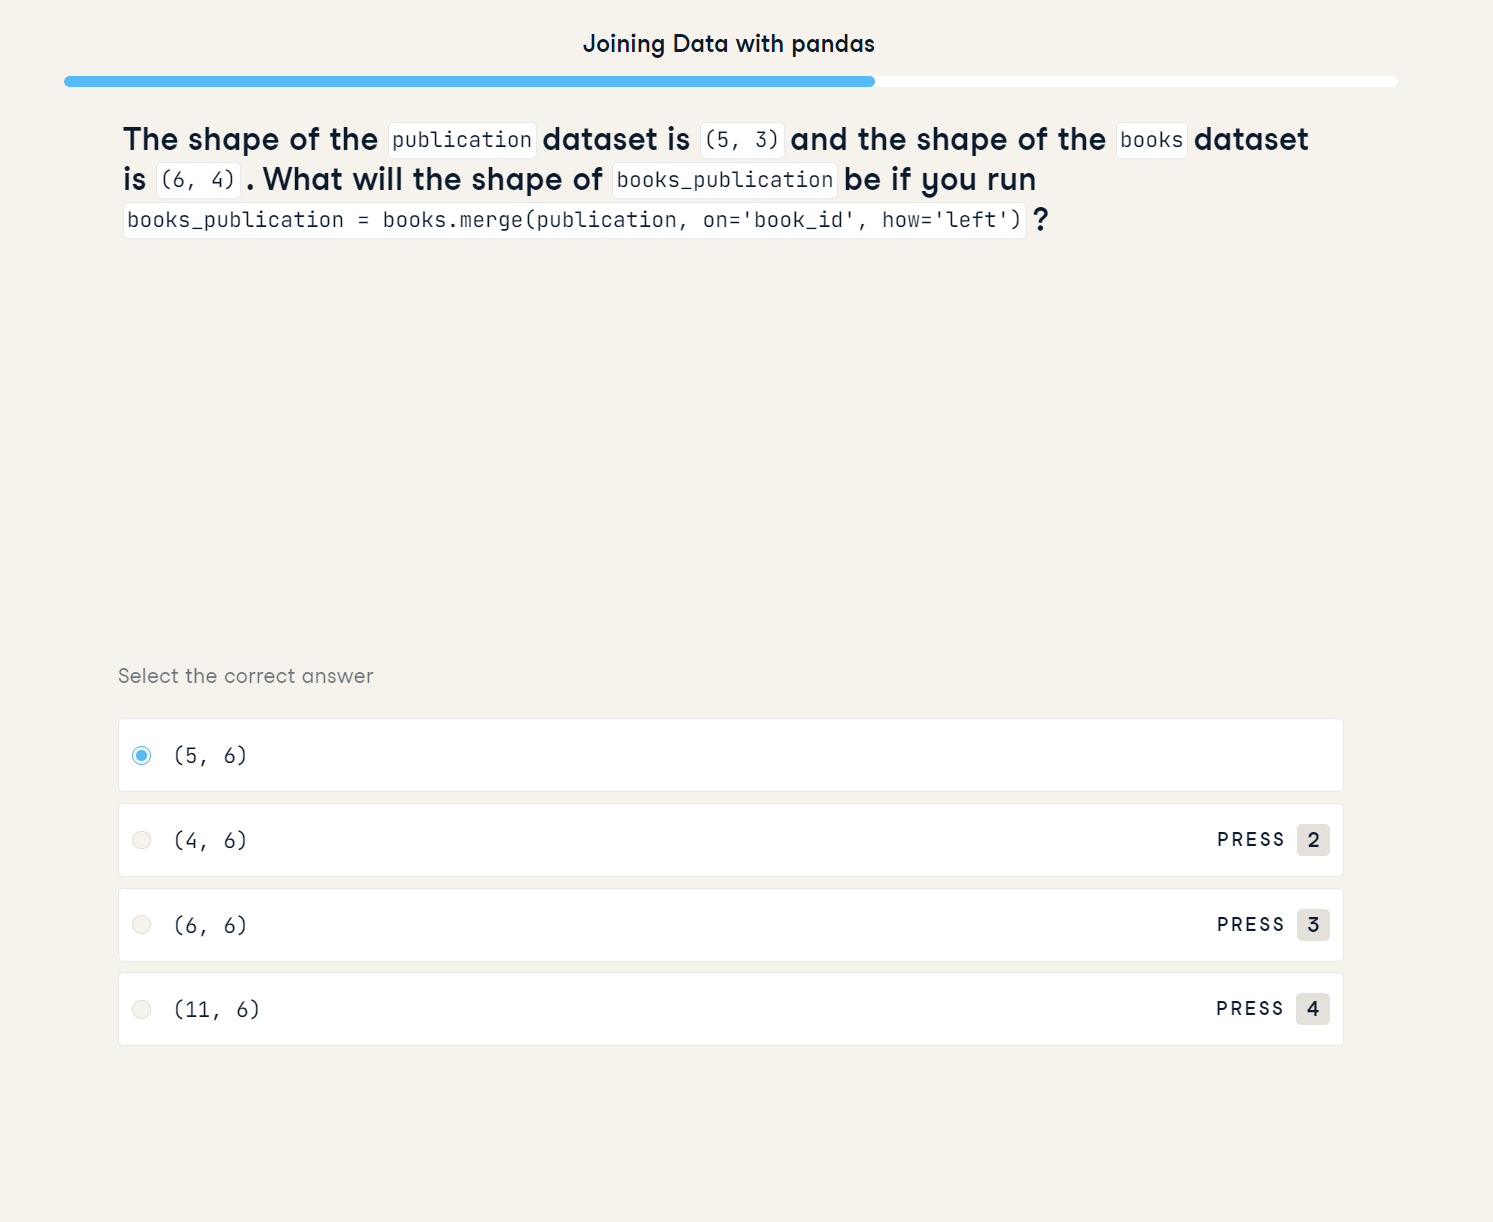 Joining Data with pandas
The shape of the publication dataset is (5, 3) and the shape of the books dataset
is (6, 4) . What will the shape of books_publication be if you run
books_publication = books.merge(publication, on='book_id', how='left') ?
Select the correct answer
(5, 6)
(4, 6) PRESS 2
(6, 6) PRESS 3
(11, 6) PRESS 4